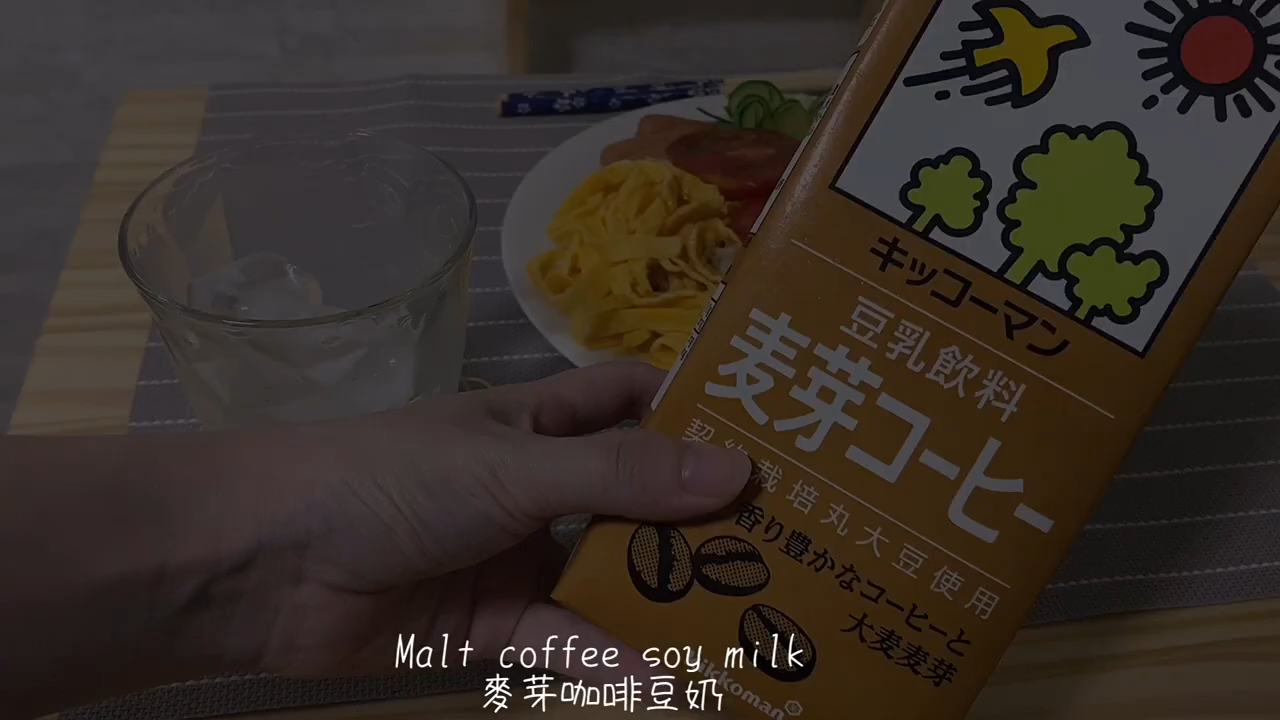 キッコーマン
豆乳飲料
麦芽コーヒー
契約栽培丸大豆使用
香り豊かなコーヒーと
大麦麦芽
kikkoman®
Malt coffee soy milk
麥芽咖啡豆奶